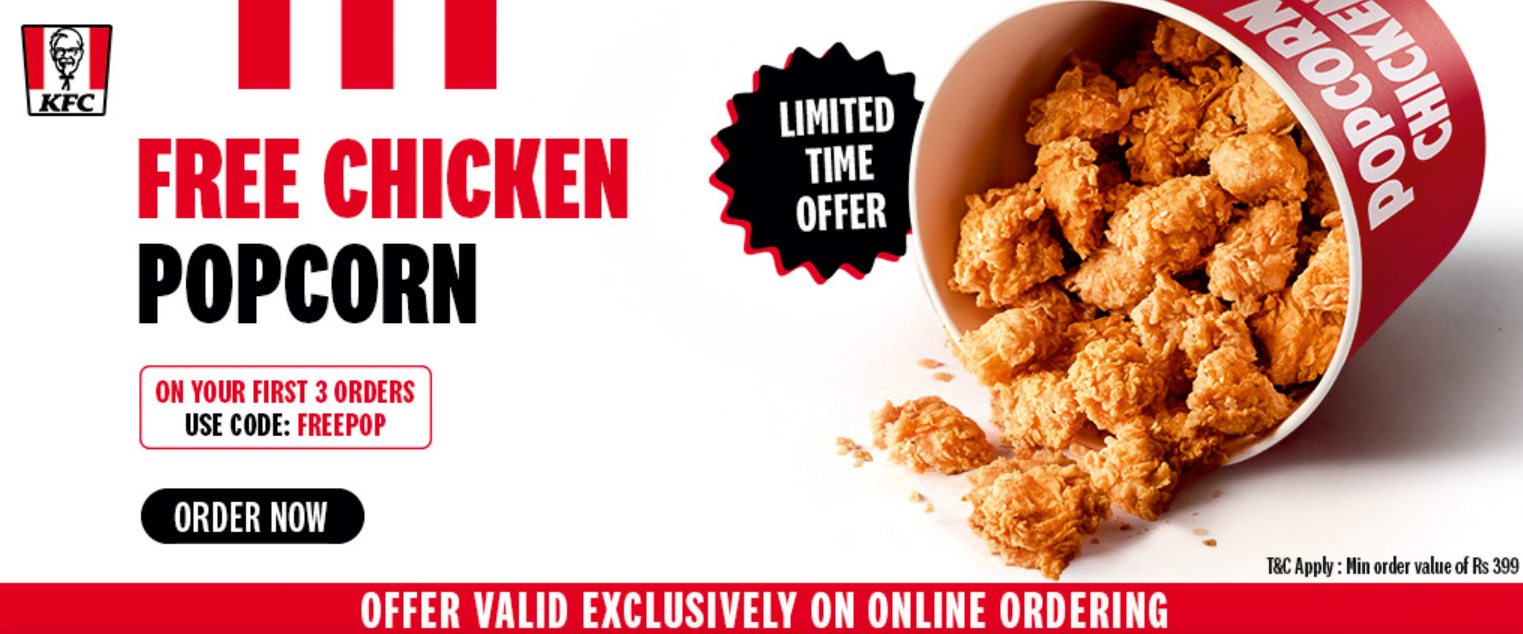 KFC
FREE CHICKEN
POPCORN
ON YOUR FIRST 3 ORDERS
USE CODE: FREEPOP
ORDER NOW
LIMITED
TIME
OFFER
POPCORN
CHICKEN
T&C Apply : Min order value of Rs 399
OFFER VALID EXCLUSIVELY ON ONLINE ORDERING